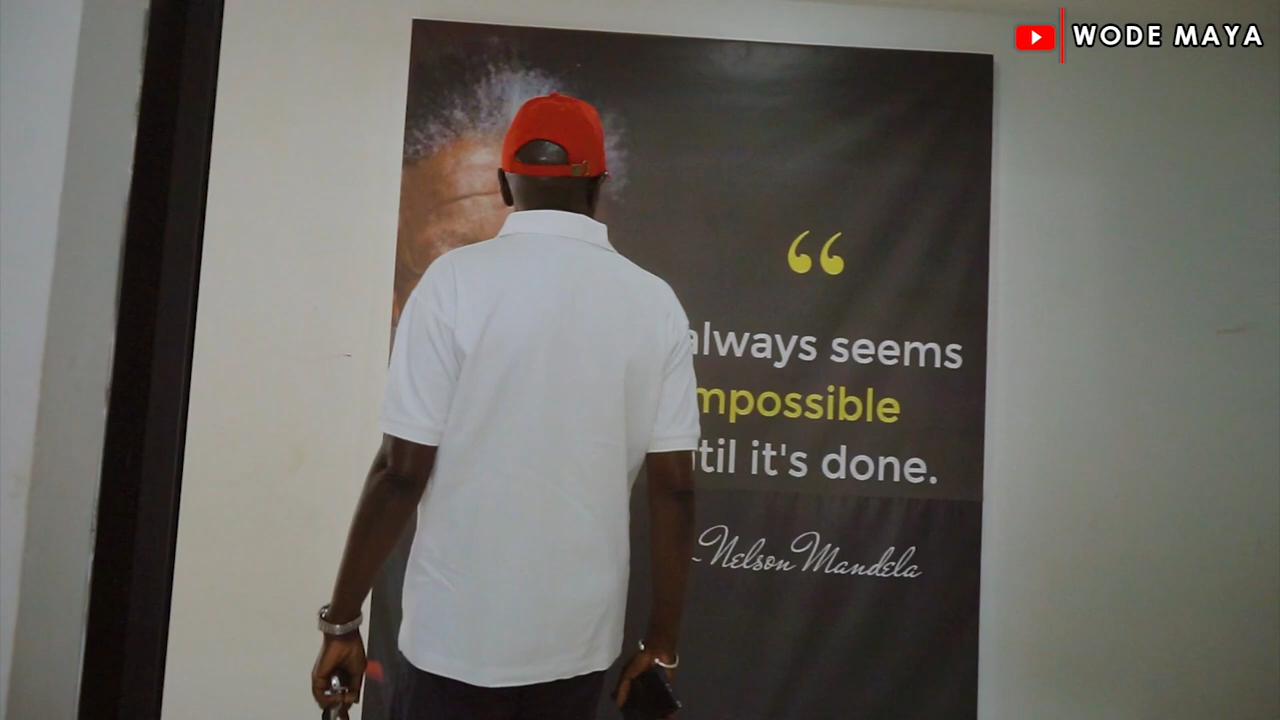 WODE MAYA
“
always seems
mpossible
til it's done.
-Nelson Mandela